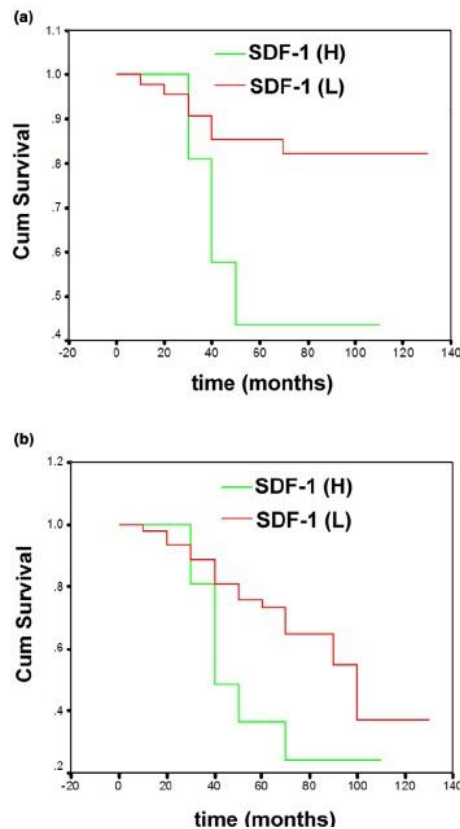 (a)
1.1
1.0
.9
.8
.7
.6
.5
.4
SDF-1 (H)
SDF-1 (L)
Cum Survival
-20 0 20 40 60 80 100 120 140
time (months)
(b)
1.2
1.0
.8
.6
.4
.2
SDF-1 (H)
SDF-1 (L)
Cum Survival
-20 0 20 40 60 80 100 120 140
time (months)